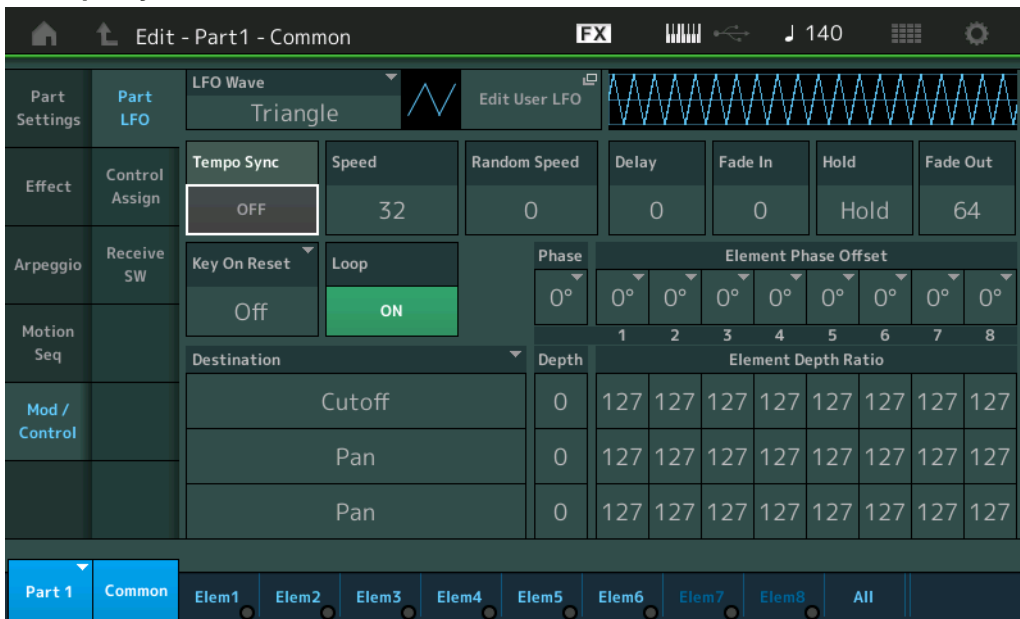 Edit - Part1 - Common FX 140
Part Settings
Part LFO
LFO Wave
Triangle
Edit User LFO
Effect
Control Assign
Tempo Sync
OFF
Speed
32
Random Speed
0
Delay
0
Fade In
0
Hold
Hold
Fade Out
64
Arpeggio
Receive SW
Key On Reset
Off
Loop
ON
Phase
0°
Element Phase Offset
0° 0° 0° 0° 0° 0° 0° 0°
1 2 3 4 5 6 7 8
Motion Seq
Destination Depth Element Depth Ratio
Mod / Control
Cutoff 0 127 127 127 127 127 127 127 127
Pan 0 127 127 127 127 127 127 127 127
Pan 0 127 127 127 127 127 127 127 127
Part 1 Common Elem1 Elem2 Elem3 Elem4 Elem5 Elem6 Elem7 Elem8 All